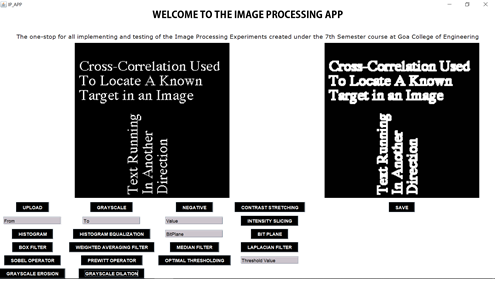 IP_APP
WELCOME TO THE IMAGE PROCESSING APP
The one-stop for all implementing and testing of the Image Processing Experiments created under the 7th Semester course at Goa College of Engineering
Cross-Correlation Used
To Locate A Known
Target in an Image
Text Running
In Another
Direction
Cross-Correlation Used
To Locate A Known
Target in an Image
Text Running
In Another
Direction
UPLOAD GRAYSCALE NEGATIVE CONTRAST STRETCHING SAVE
From To Value INTENSITY SLICING
HISTOGRAM HISTOGRAM EQUALIZATION BitPlane BIT PLANE
BOX FILTER WEIGHTED AVERAGING FILTER MEDIAN FILTER LAPLACIAN FILTER
SOBEL OPERATOR PREWITT OPERATOR OPTIMAL THRESHOLDING Threshold Value
GRAYSCALE EROSION GRAYSCALE DILATION